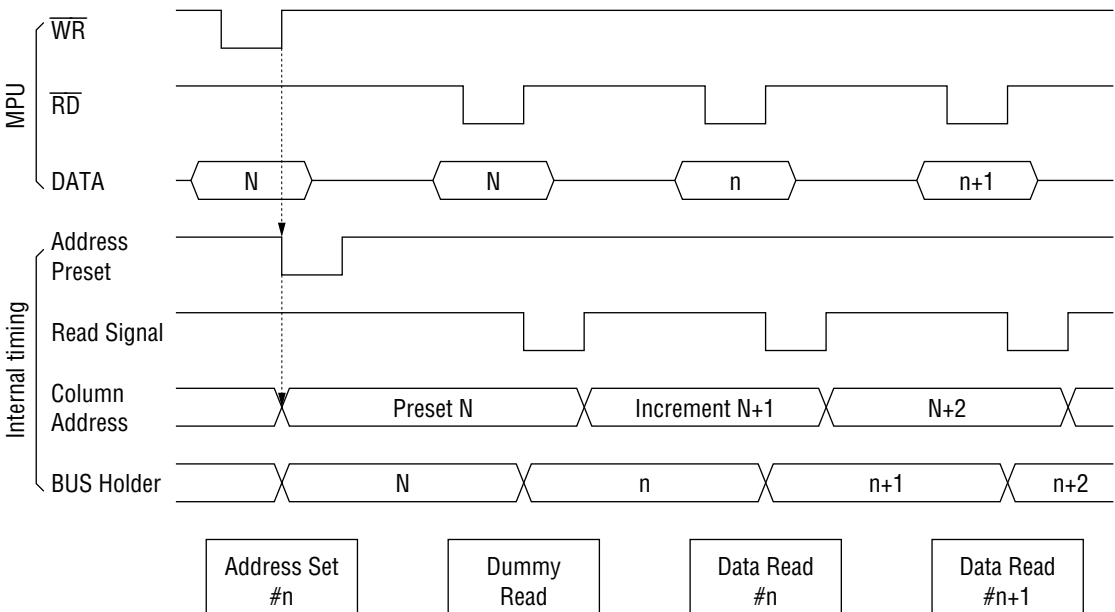 MPU
WR
RD
DATA N N n n+1
Internal timing
Address
Preset
Read Signal
Column
Address
Preset N Increment N+1 N+2
BUS Holder N n n+1 n+2
Address Set
#n
Dummy
Read
Data Read
#n
Data Read
#n+1